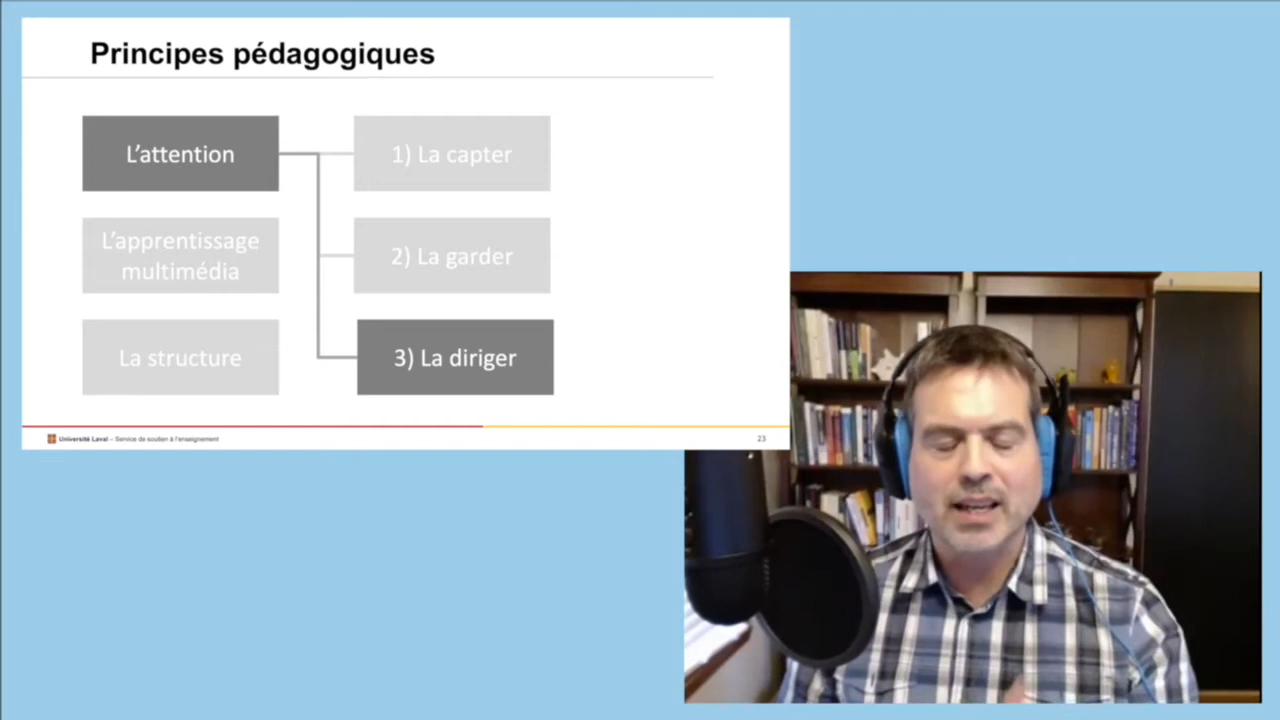 Principes pédagogiques
L'attention
1) La capter
L'apprentissage
multimédia
2) La garder
La structure
3) La diriger
Université Laval – Service de soutien à l'enseignement
23